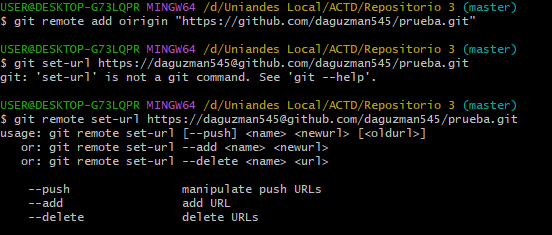 USER@DESKTOP-G73LQPR MINGW64 /d/Uniandes Local/ACTD/Repositorio 3 (master)
$ git remote add oirigin "https://github.com/daguzman545/prueba.git"
USER@DESKTOP-G73LQPR MINGW64 /d/Uniandes Local/ACTD/Repositorio 3 (master)
$ git set-url https://daguzman545@github.com/daguzman545/prueba.git
git: 'set-url' is not a git command. See 'git --help'.
USER@DESKTOP-G73LQPR MINGW64 /d/Uniandes Local/ACTD/Repositorio 3 (master)
$ git remote set-url https://daguzman545@github.com/daguzman545/prueba.git
usage: git remote set-url [--push] <name> <newurl> [<oldurl>]
or: git remote set-url --add <name> <newurl>
or: git remote set-url --delete <name> <url>
--push manipulate push URLs
--add add URL
--delete delete URLs